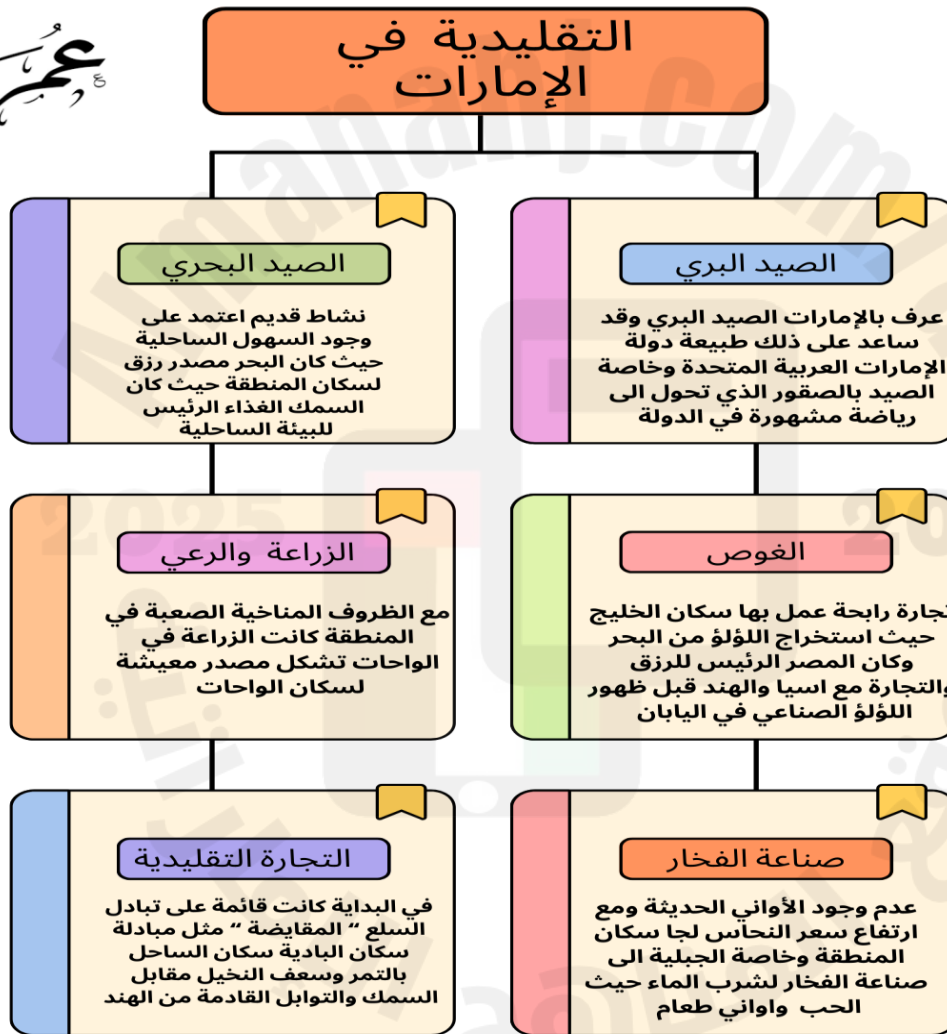 التقليدية في
الإمارات
عمر
الصيد البري
عرف بالإمارات الصيد البري وقد
ساعد على ذلك طبيعة دولة
الإمارات العربية المتحدة وخاصة
الصيد بالصقور الذي تحول الى
رياضة مشهورة في الدولة
الصيد البحري
نشاط قديم اعتمد على
وجود السهول الساحلية
حيث كان البحر مصدر رزق
لسكان المنطقة حيث كان
السمك الغذاء الرئيس
للبيئة الساحلية
الغوص
تجارة رابحة عمل بها سكان الخليج
حيث استخراج اللؤلؤ من البحر
وكان المصر الرئيس للرزق
والتجارة مع اسيا والهند قبل ظهور
اللؤلؤ الصناعي في اليابان
الزراعة والرعي
مع الظروف المناخية الصعبة في
المنطقة كانت الزراعة في
الواحات تشكل مصدر معيشة
لسكان الواحات
صناعة الفخار
عدم وجود الأواني الحديثة ومع
ارتفاع سعر النحاس لجا سكان
المنطقة وخاصة الجبلية الى
صناعة الفخار لشرب الماء حيث
الحب واواني طعام
التجارة التقليدية
في البداية كانت قائمة على تبادل
السلع “ المقايضة “ مثل مبادلة
سكان البادية سكان الساحل
بالتمر وسعف النخيل مقابل
السمك والتوابل القادمة من الهند
Almanahj.com
2025